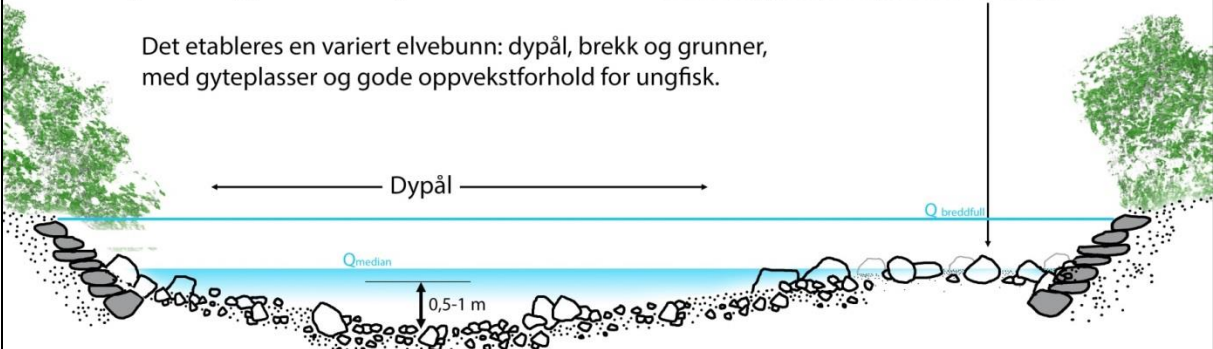 Det etableres en variert elvebunn: dypål, brekk og grunner,
med gyteplasser og gode oppvekstforhold for ungfisk.
Dypål
Q breddfull
Qmedian
0,5-1 m